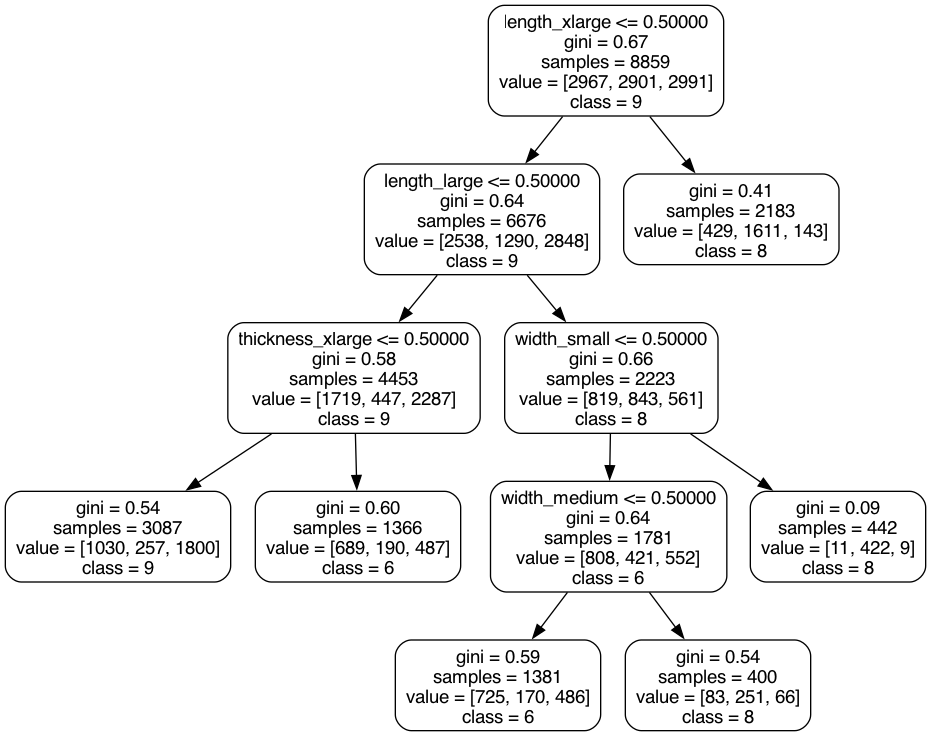 length_xlarge <= 0.50000
gini = 0.67
samples = 8859
value = [2967, 2901, 2991]
class = 9
length_large <= 0.50000
gini = 0.64
samples = 6676
value = [2538, 1290, 2848]
class = 9
gini = 0.41
samples = 2183
value = [429, 1611, 143]
class = 8
thickness_xlarge <= 0.50000
gini = 0.58
samples = 4453
value = [1719, 447, 2287]
class = 9
width_small <= 0.50000
gini = 0.66
samples = 2223
value = [819, 843, 561]
class = 8
gini = 0.54
samples = 3087
value = [1030, 257, 1800]
class = 9
gini = 0.60
samples = 1366
value = [689, 190, 487]
class = 6
width_medium <= 0.50000
gini = 0.64
samples = 1781
value = [808, 421, 552]
class = 6
gini = 0.09
samples = 442
value = [11, 422, 9]
class = 8
gini = 0.59
samples = 1381
value = [725, 170, 486]
class = 6
gini = 0.54
samples = 400
value = [83, 251, 66]
class = 8